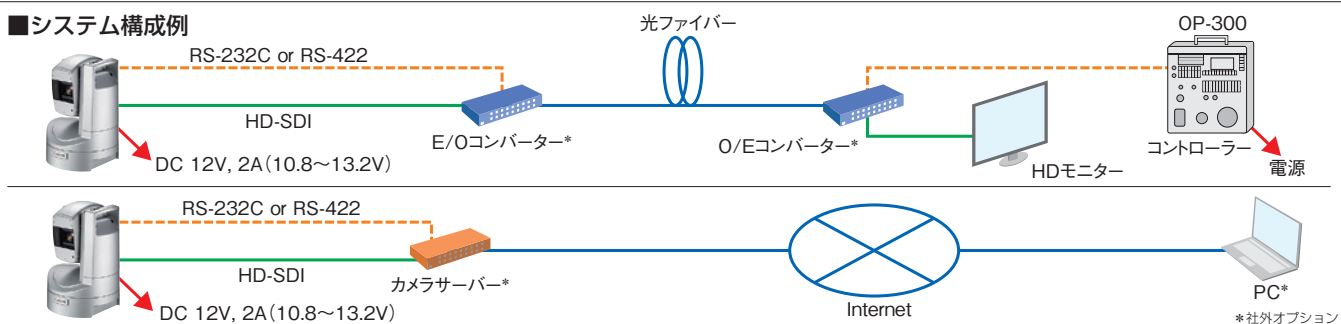 ■システム構成例
光ファイバー
OP-300
RS-232C or RS-422
HD-SDI
E/Oコンバーター*
O/Eコンバーター*
HDモニター
コントローラー
電源
DC 12V, 2A(10.8〜13.2V)
RS-232C or RS-422
HD-SDI
カメラサーバー*
Internet
PC*
DC 12V, 2A(10.8〜13.2V)
*社外オプション